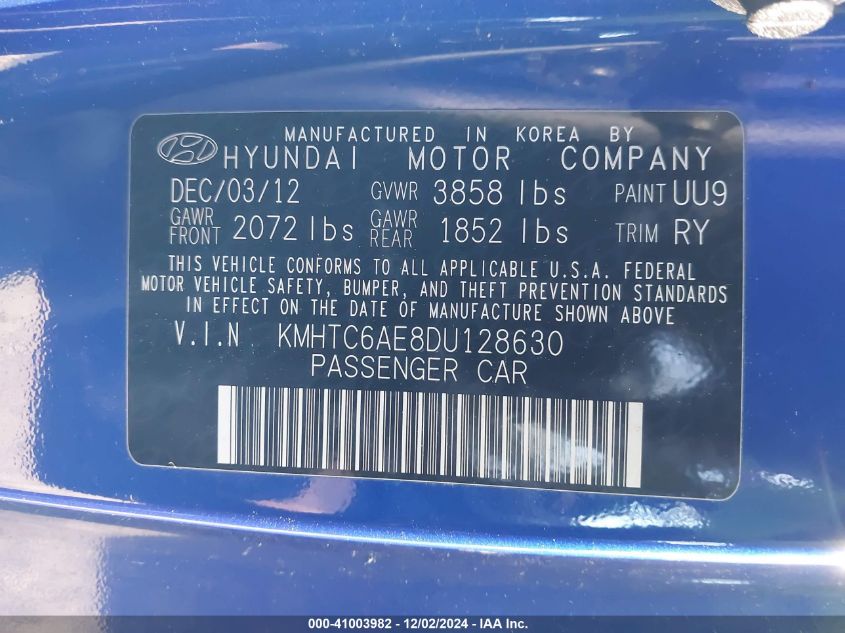 MANUFACTURED IN KOREA BY
HYUNDAI MOTOR COMPANY
DEC/03/12 GVWR 3858 lbs PAINT UU9
GAWR FRONT 2072 lbs GAWR REAR 1852 lbs TRIM RY
THIS VEHICLE CONFORMS TO ALL APPLICABLE U.S.A. FEDERAL
MOTOR VEHICLE SAFETY, BUMPER, AND THEFT PREVENTION STANDARDS
IN EFFECT ON THE DATE OF MANUFACTURE SHOWN ABOVE
V.I.N KMHTC6AE8DU128630
PASSENGER CAR
000-41003982 - 12/02/2024 - IAA Inc.